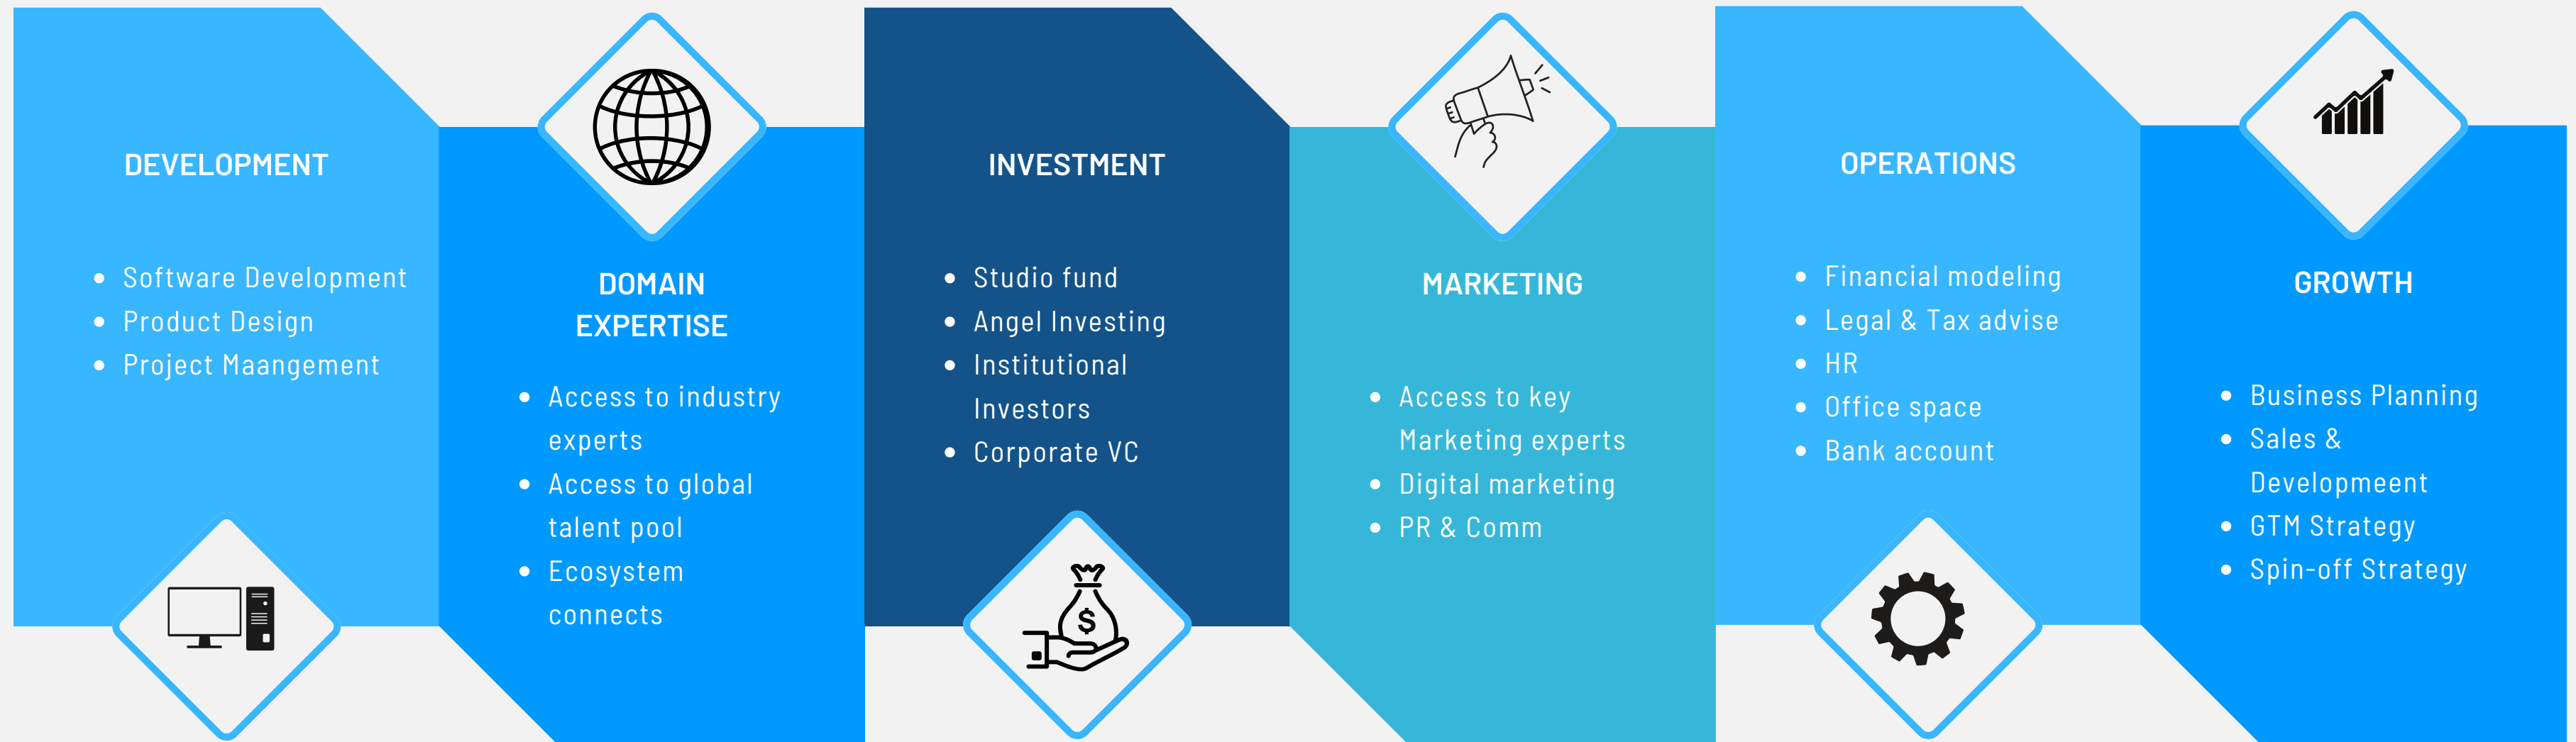 DEVELOPMENT
• Software Development
• Product Design
• Project Maangement
DOMAIN
EXPERTISE
• Access to industry
experts
• Access to global
talent pool
• Ecosystem
connects
INVESTMENT
• Studio fund
• Angel Investing
• Institutional
Investors
• Corporate VC
$
MARKETING
• Access to key
Marketing experts
• Digital marketing
• PR & Comm
OPERATIONS
• Financial modeling
• Legal & Tax advise
• HR
• Office space
• Bank account
GROWTH
• Business Planning
• Sales &
Developmeent
• GTM Strategy
• Spin-off Strategy